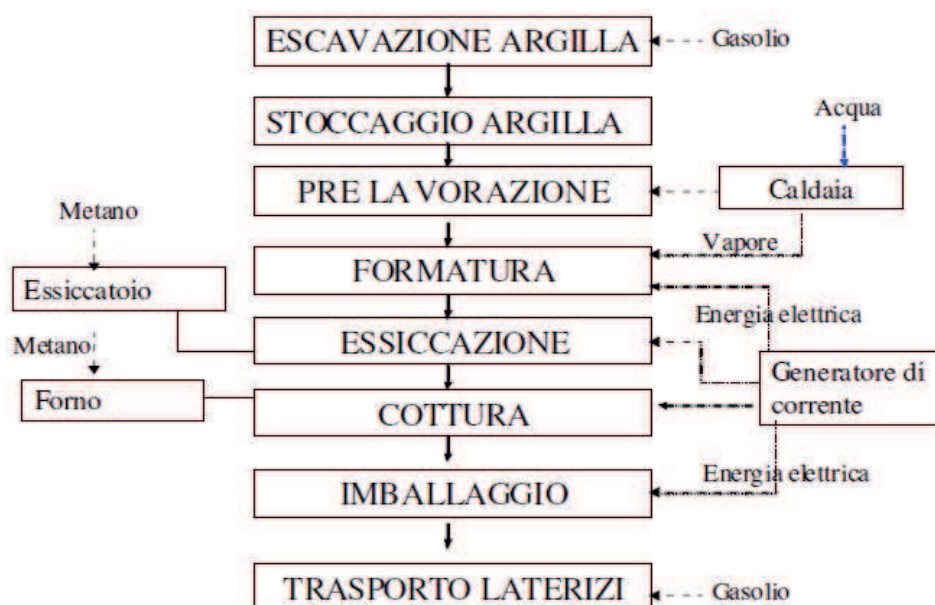 ESCAVAZIONE ARGILLA
Gasolio
STOCCAGGIO ARGILLA
Acqua
PRE LAVORAZIONE
Caldaia
Metano
Vapore
FORMATURA
Essiccatoio
Energia elettrica
Metano
ESSICCAZIONE
Generatore di
corrente
Forno
COTTURA
Energia elettrica
IMBALLAGGIO
TRASPORTO LATERIZI
Gasolio